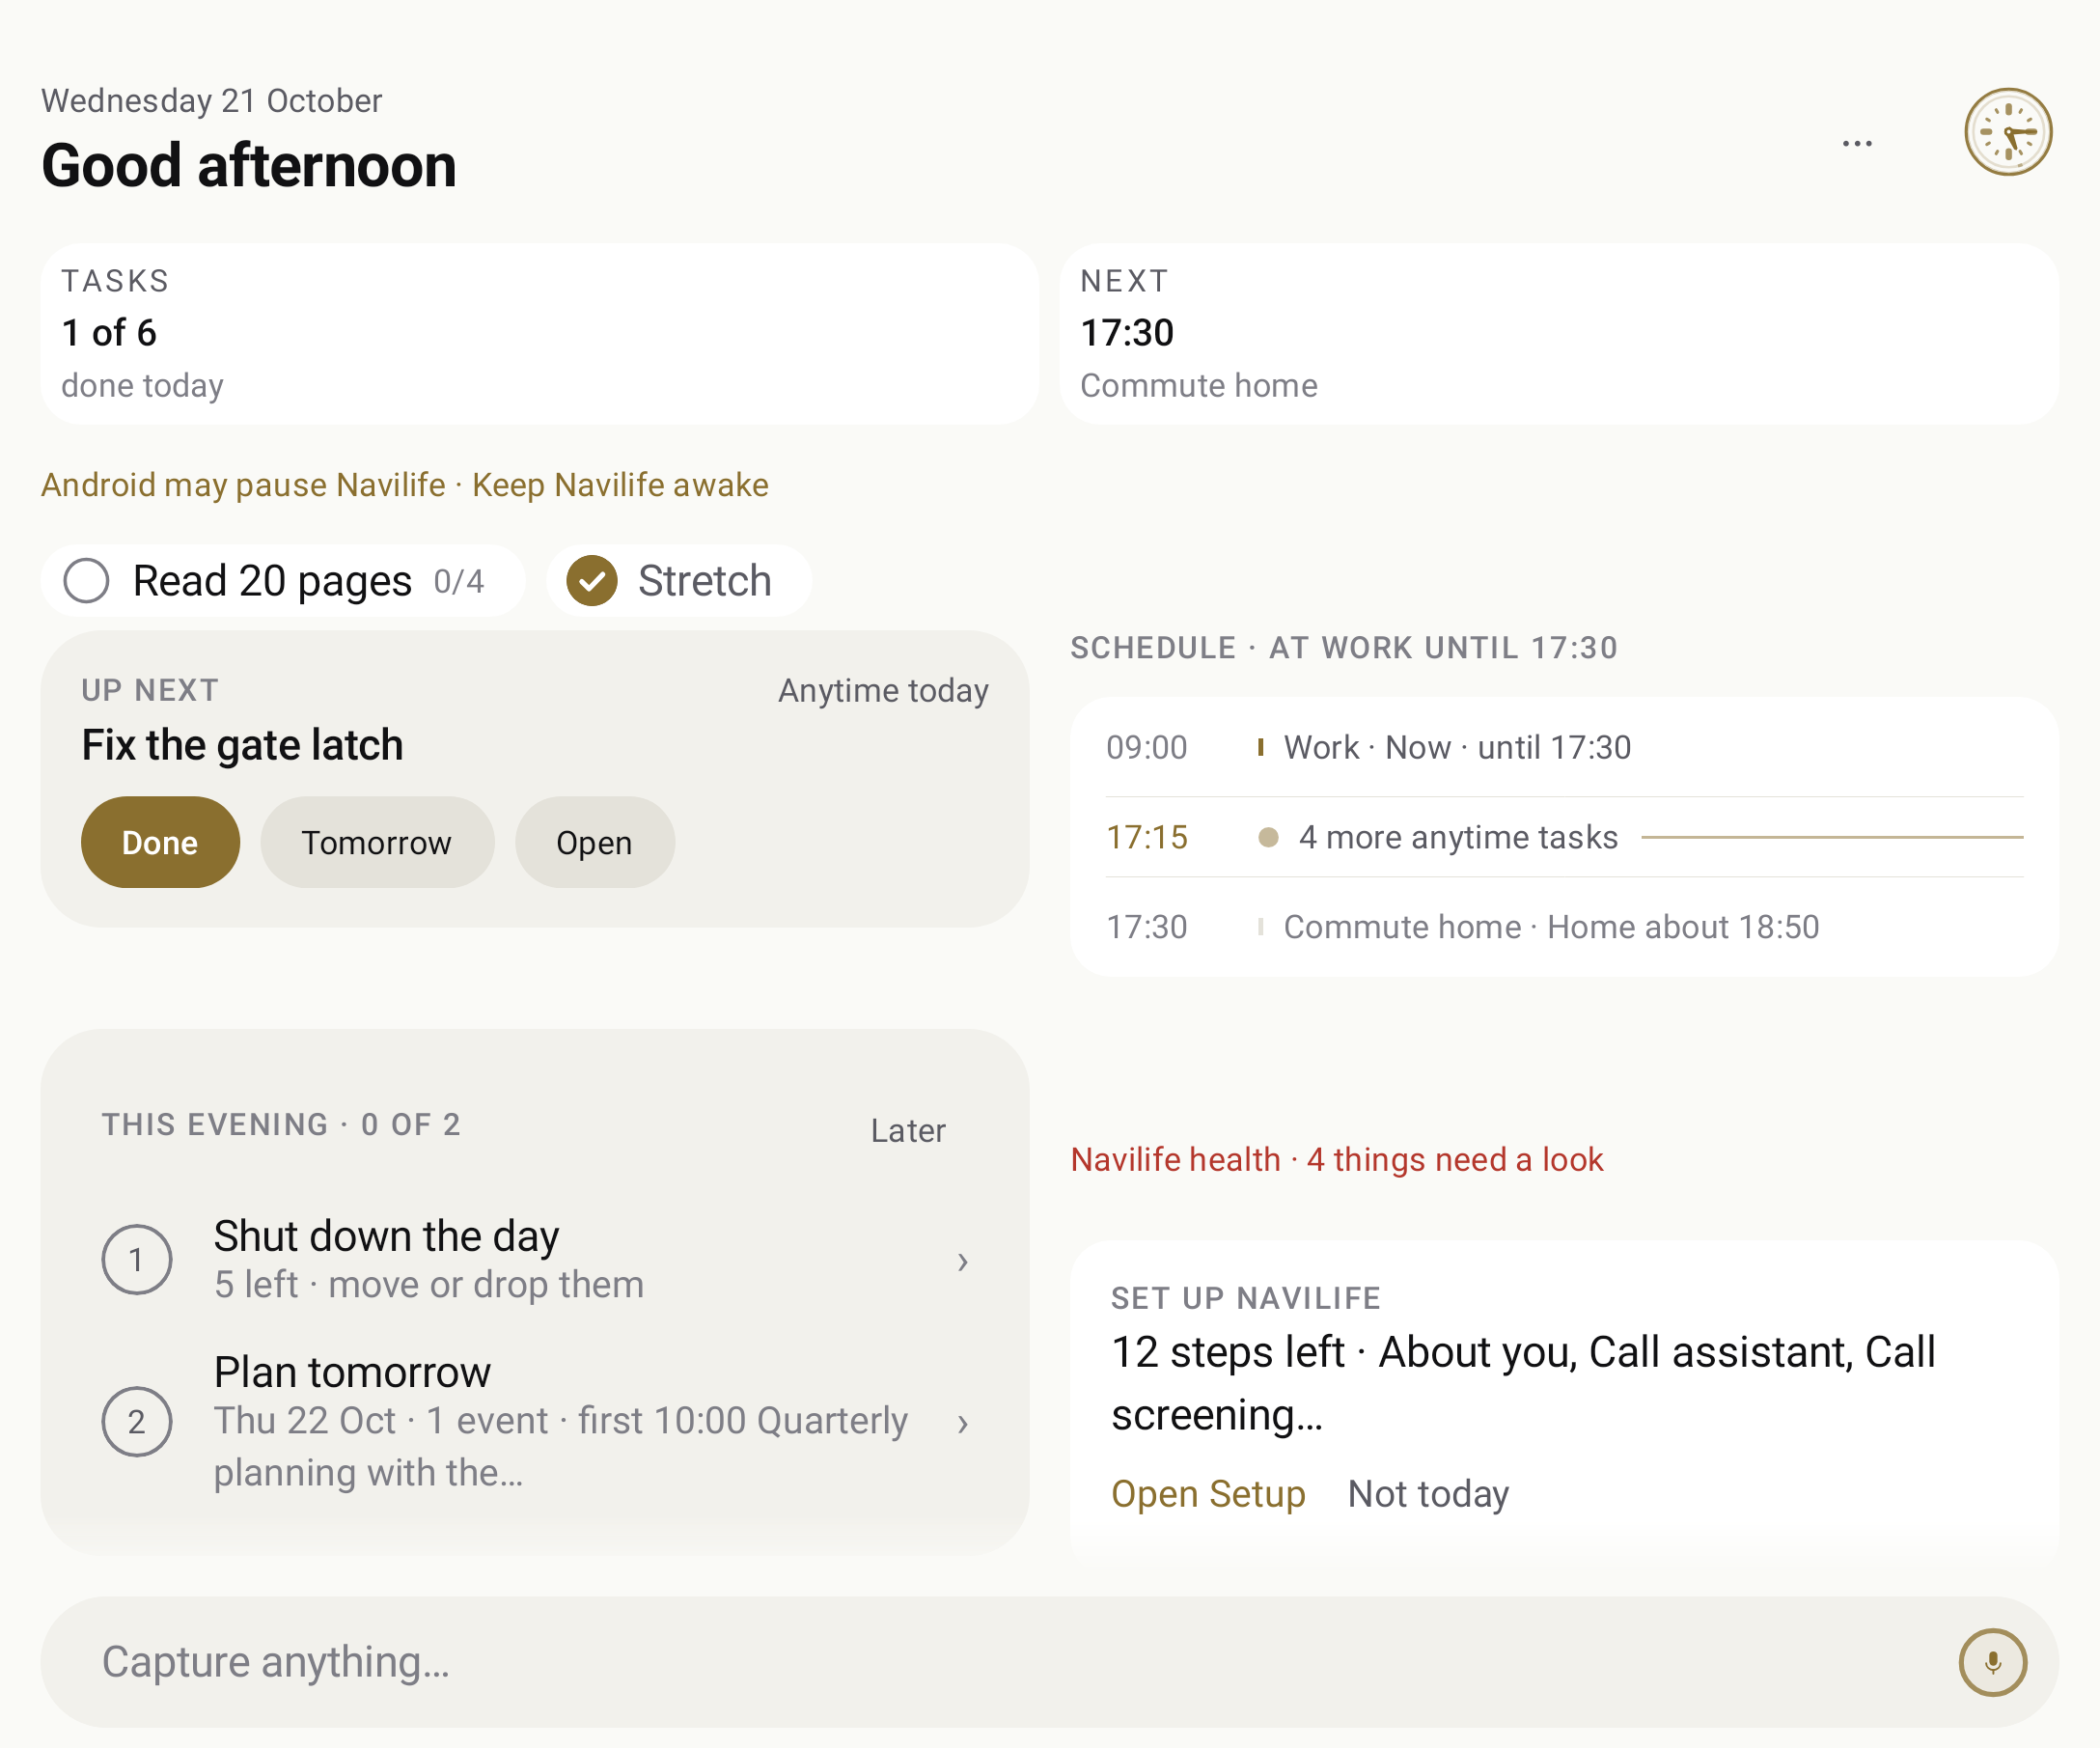 Wednesday 21 October
Good afternoon
...
TASKS
1 of 6
done today
NEXT
17:30
Commute home
Android may pause Navilife · Keep Navilife awake
Read 20 pages 0/4
Stretch
UP NEXT
Anytime today
Fix the gate latch
Done
Tomorrow
Open
SCHEDULE · AT WORK UNTIL 17:30
09:00 Work · Now · until 17:30
17:15 4 more anytime tasks
17:30 Commute home · Home about 18:50
THIS EVENING · 0 OF 2
Later
1
Shut down the day
5 left · move or drop them
›
2
Plan tomorrow
Thu 22 Oct · 1 event · first 10:00 Quarterly
planning with the…
›
Navilife health · 4 things need a look
SET UP NAVILIFE
12 steps left · About you, Call assistant, Call
screening…
Open Setup
Not today
Capture anything…